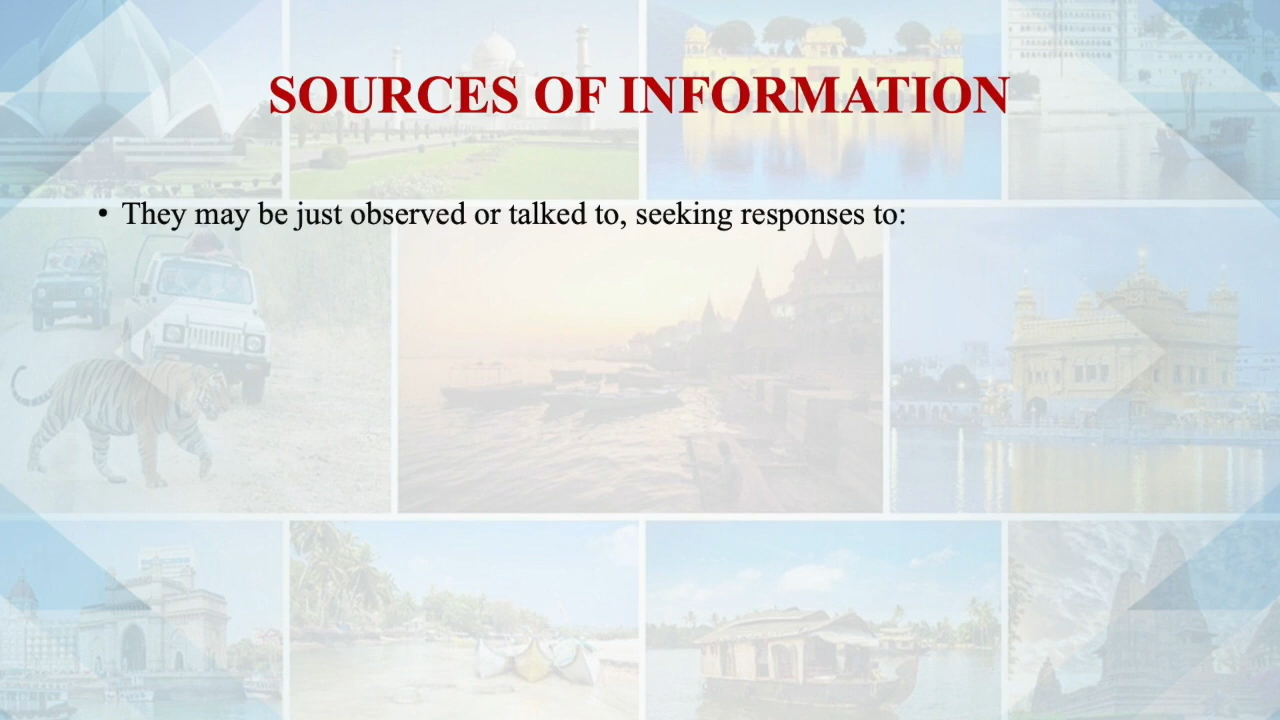 SOURCES OF INFORMATION
• They may be just observed or talked to, seeking responses to: